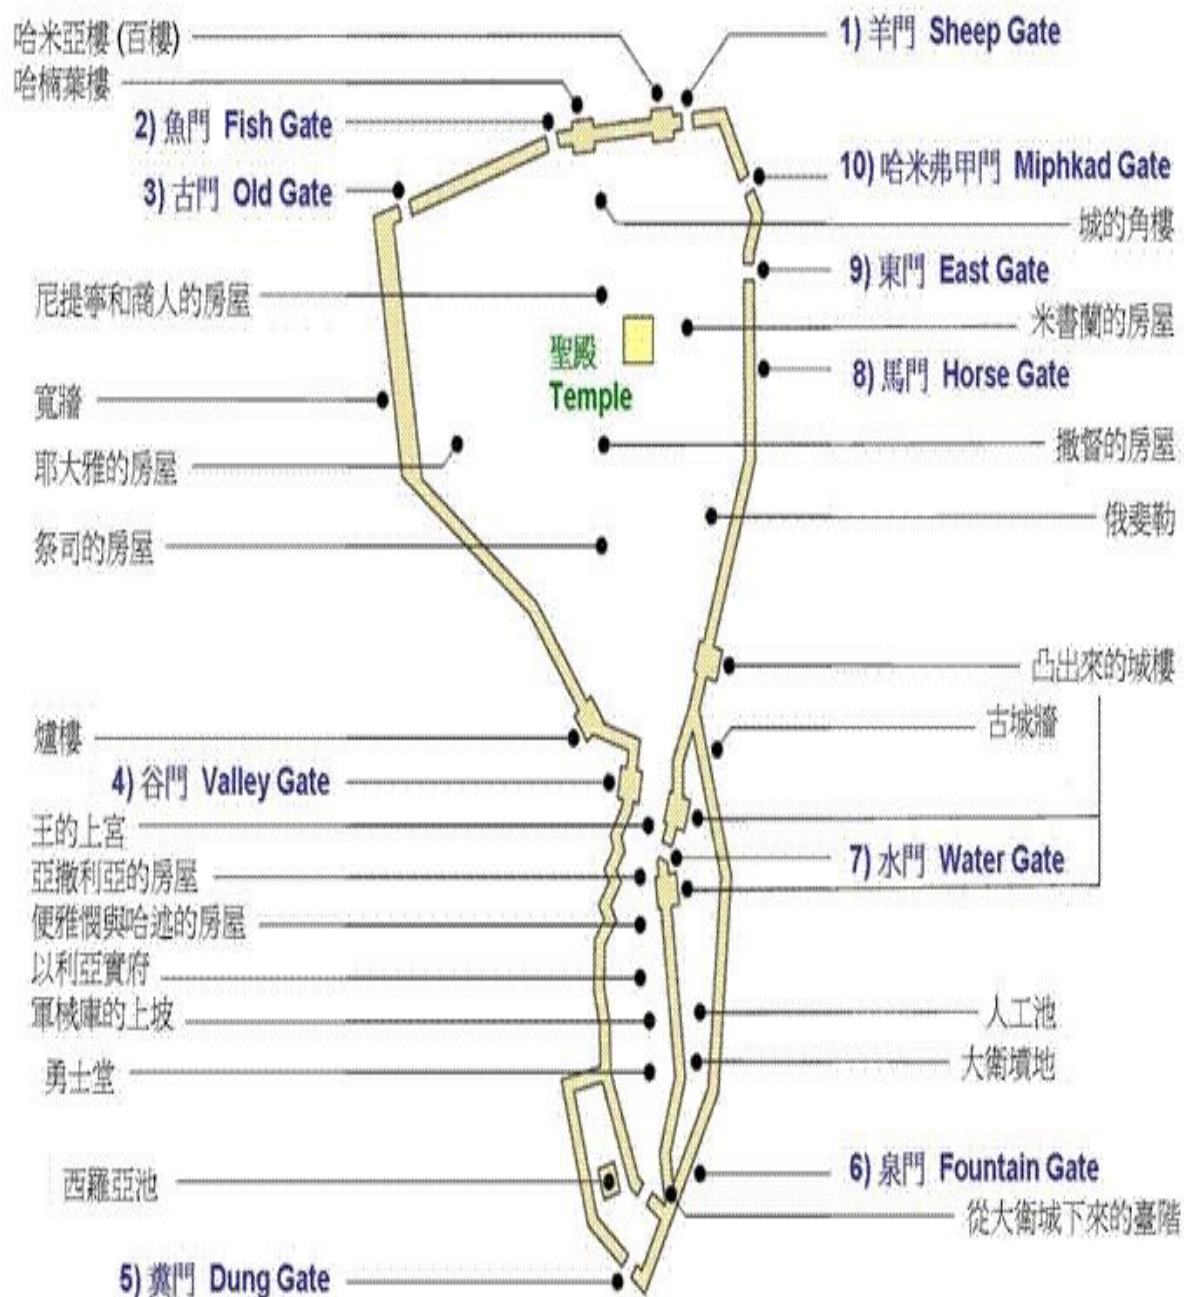 哈米亞樓 (百樓)
1) 羊門 Sheep Gate
哈楠葉樓
2) 魚門 Fish Gate
3) 古門 Old Gate
10) 哈米弗甲門 Miphkad Gate
城的角樓
9) 東門 East Gate
尼提寧和商人的房屋
米書蘭的房屋
聖殿
Temple
8) 馬門 Horse Gate
寬牆
撒督的房屋
耶大雅的房屋
俄斐勒
祭司的房屋
凸出來的城樓
古城牆
爐樓
4) 谷門 Valley Gate
王的上宮
7) 水門 Water Gate
亞撒利亞的房屋
便雅憫與哈述的房屋
以利亞實府
軍械庫的上坡
人工池
大衛墳地
勇士堂
6) 泉門 Fountain Gate
西羅亞池
從大衛城下來的臺階
5) 糞門 Dung Gate